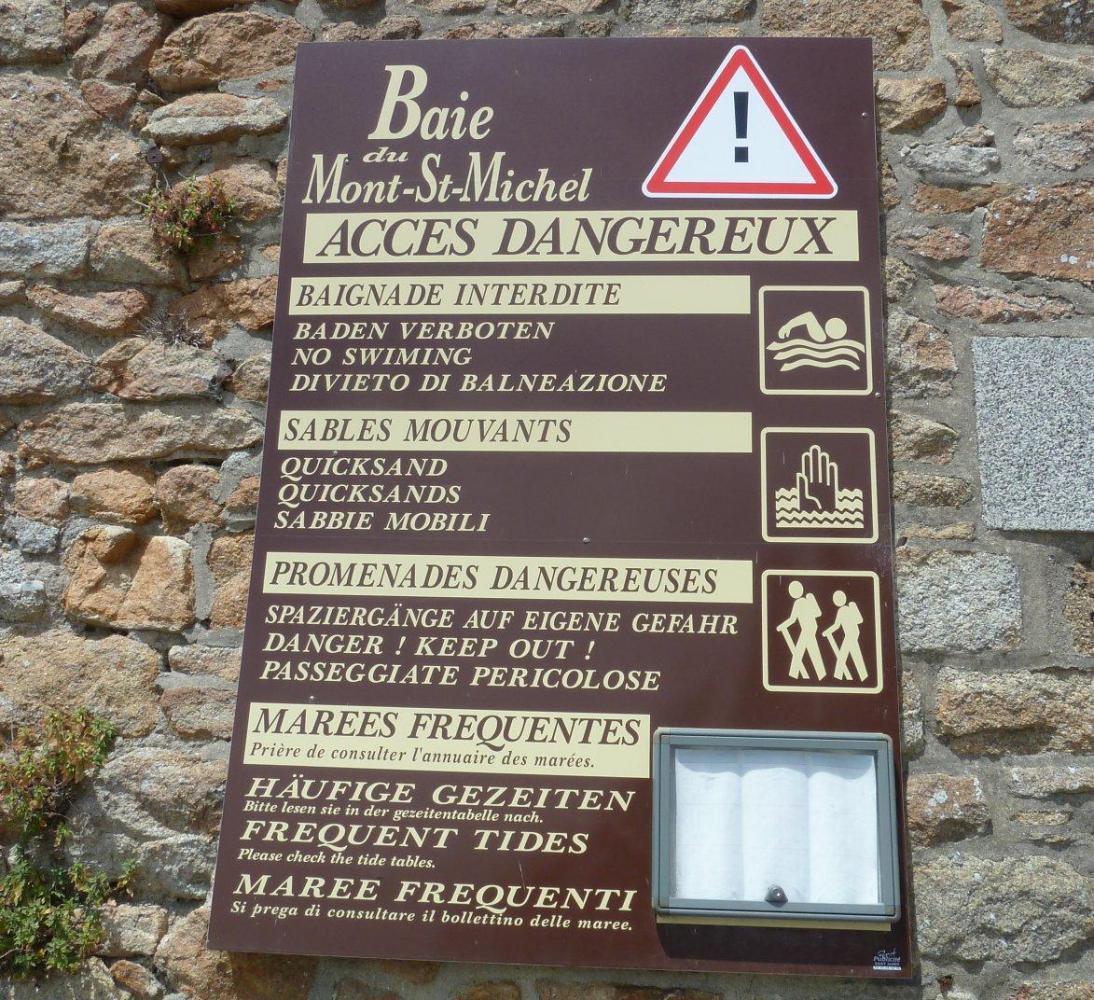 Baie
du
Mont-St-Michel
!
ACCES DANGEREUX
BAIGNADE INTERDITE
BADEN VERBOTEN
NO SWIMING
DIVIETO DI BALNEAZIONE
SABLES MOUVANTS
QUICKSAND
QUICKSANDS
SABBIE MOBILI
PROMENADES DANGEREUSES
SPAZIERGÄNGE AUF EIGENE GEFAHR
DANGER ! KEEP OUT !
PASSEGGIATE PERICOLOSE
MAREES FREQUENTES
Prière de consulter l'annuaire des marées.
HÄUFIGE GEZEITEN
Bitte lesen sie in der gezeitentabelle nach.
FREQUENT TIDES
Please check the tide tables.
MAREE FREQUENTI
Si prega di consultare il bollettino delle maree.
Publicité